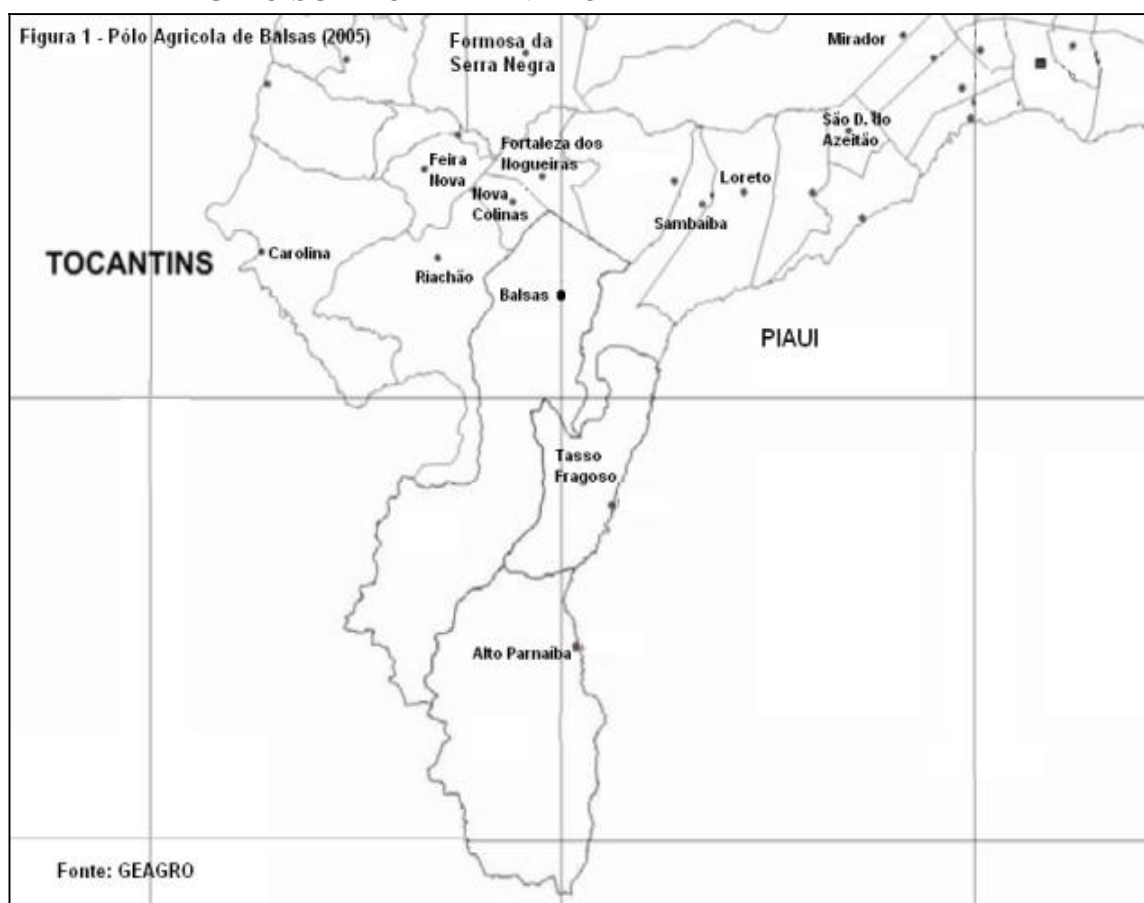 Figura 1 - Pólo Agricola de Balsas (2005)
Formosa da
Serra Negra
Mirador
São D. do
Azeitão
Fortaleza dos
Nogueiras
Feira
Nova
Nova
Colinas
Loreto
Sambaíba
Carolina
TOCANTINS
Riachão
Balsas
PIAUI
Tasso
Fragoso
Alto Parnaíba
Fonte: GEAGRO